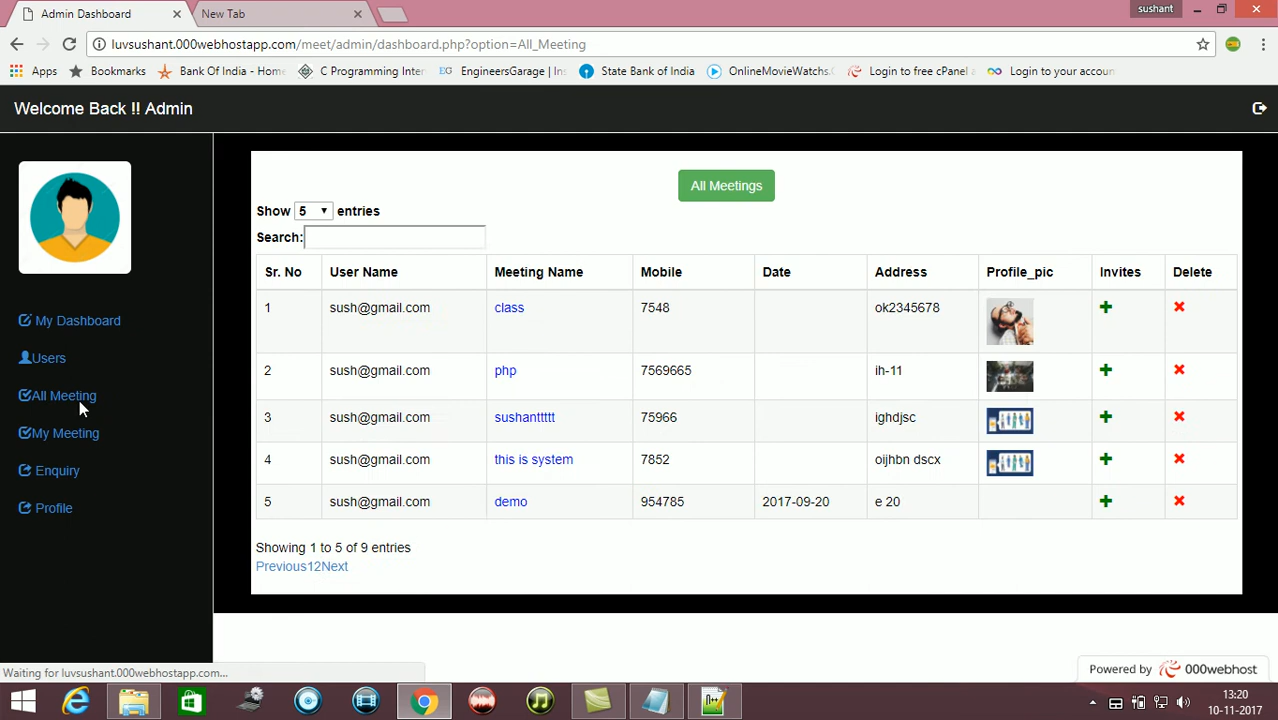 Admin Dashboard
New Tab
sushant
luvsushant.000webhostapp.com/meet/admin/dashboard.php?option=All_Meeting
Apps Bookmarks Bank Of India - Home C Programming Inter EngineersGarage | Ins State Bank of India OnlineMovieWatchs. Login to free cPanel Login to your accoun
Welcome Back !! Admin
My Dashboard
Users
All Meeting
My Meeting
Enquiry
Profile
All Meetings
Show 5 entries
Search:
Sr. No User Name Meeting Name Mobile Date Address Profile_pic Invites Delete
1 sush@gmail.com class 7548 ok2345678
2 sush@gmail.com php 7569665 ih-11
3 sush@gmail.com sushanttttt 75966 ighdjsc
4 sush@gmail.com this is system 7852 oijhbn dscx
5 sush@gmail.com demo 954785 2017-09-20 e 20
Showing 1 to 5 of 9 entries
Previous12Next
Waiting for luvsushant.000webhostapp.com...
Powered by 000webhost
13:20
10-11-2017